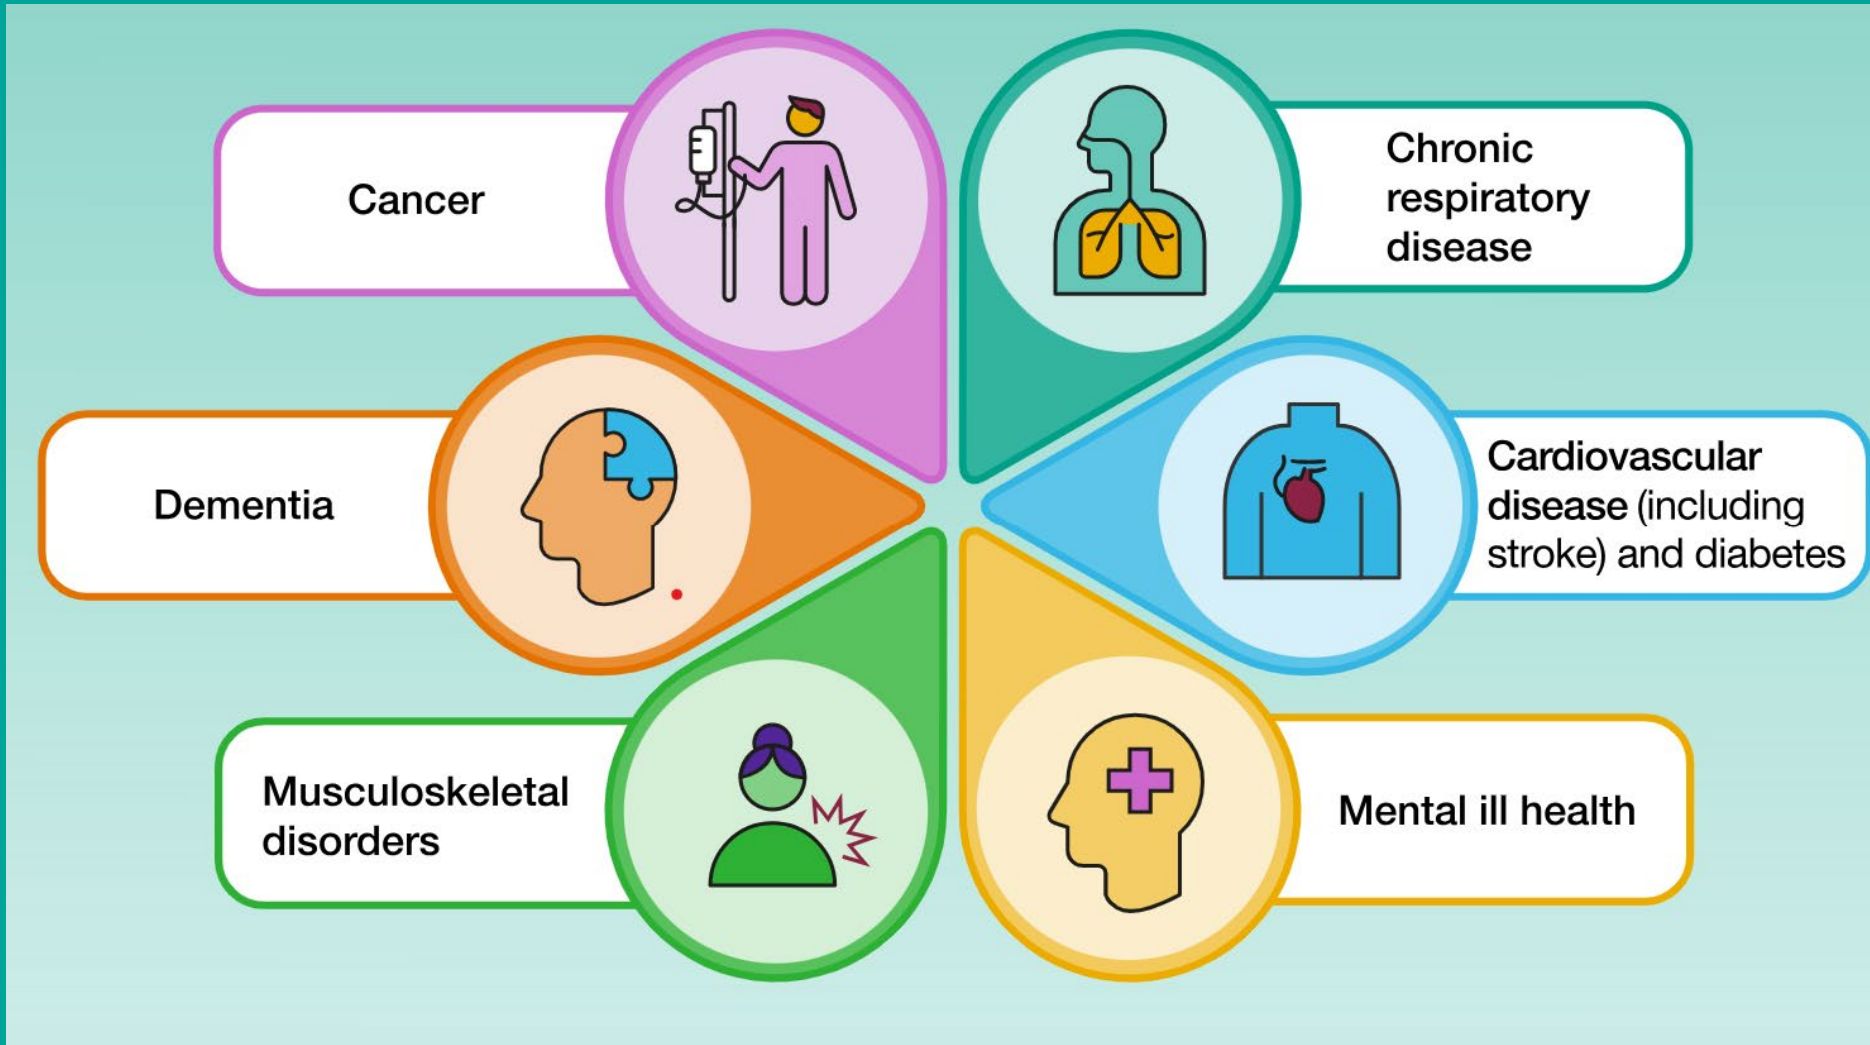 Cancer
Chronic
respiratory
disease
Dementia
Cardiovascular
disease (including
stroke) and diabetes
Musculoskeletal
disorders
Mental ill health